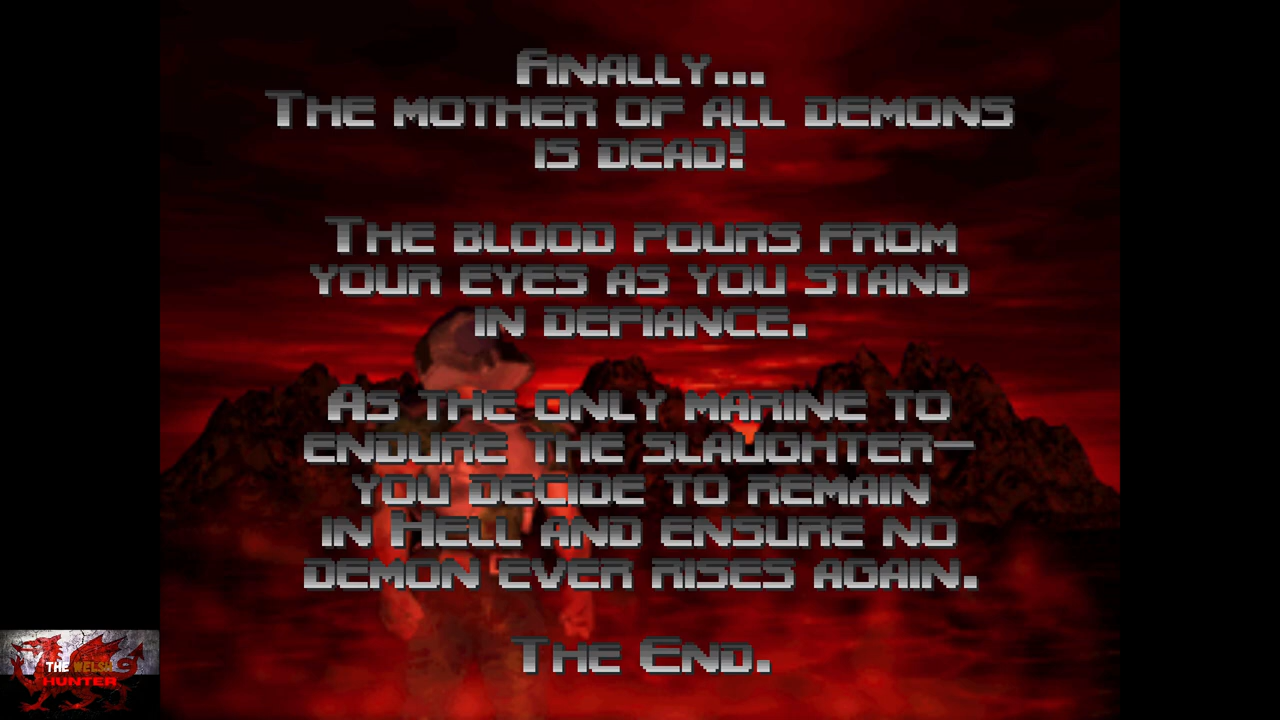 Finally...
The mother of all demons
is dead!
The blood pours from
your eyes as you stand
in defiance.
As the only marine to
endure the slaughter—
you decide to remain
in Hell and ensure no
demon ever rises again.
The End.
THE WELSH
HUNTER